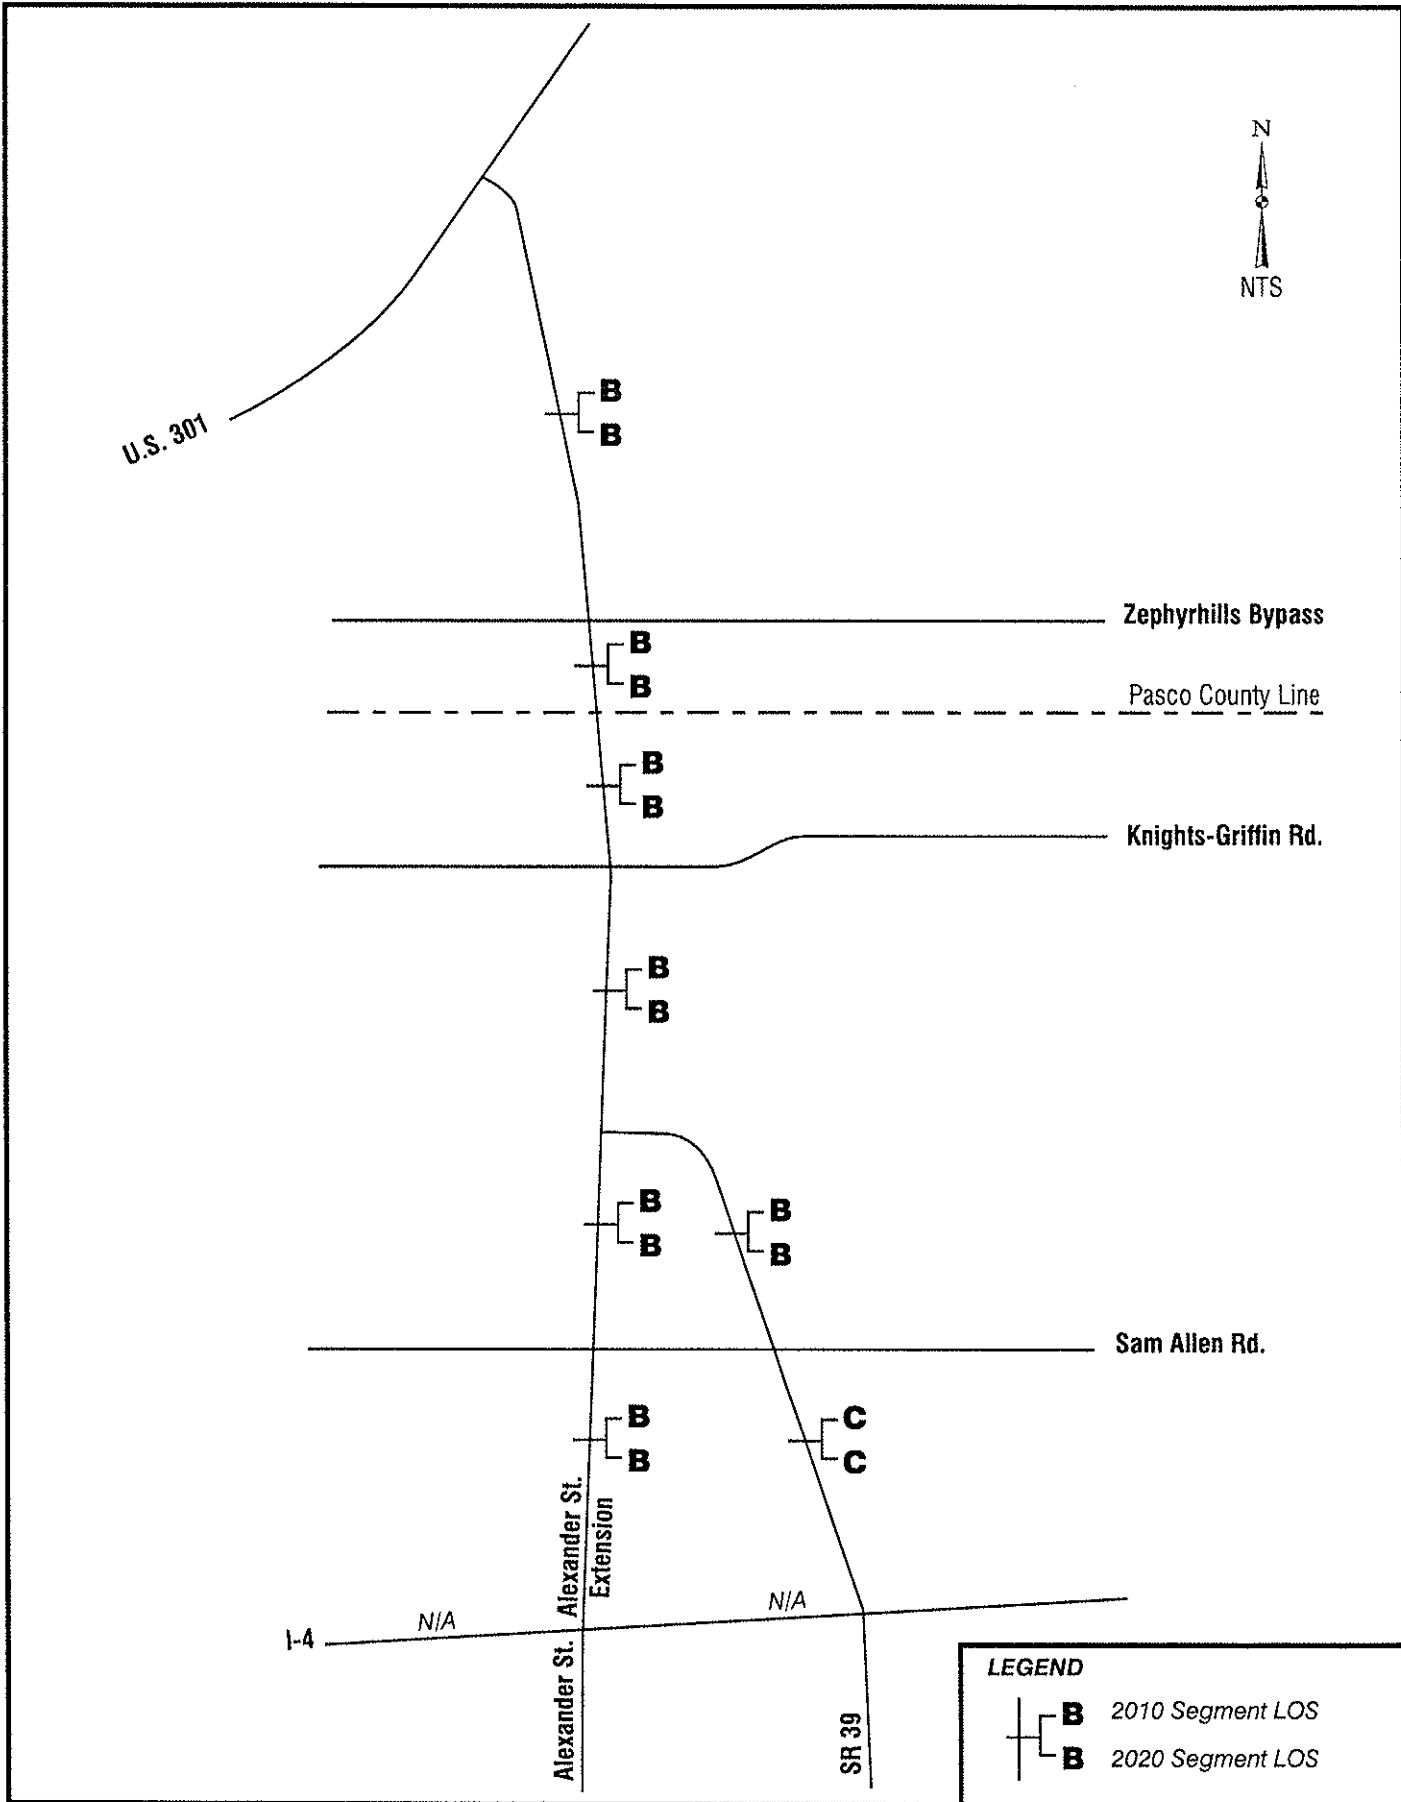 N
NTS
U.S. 301
B
B
Zephyrhills Bypass
B
B
Pasco County Line
B
B
Knights-Griffin Rd.
B
B
B
B
B
B
Sam Allen Rd.
B
B
C
C
Alexander St.
Extension
N/A
N/A
I-4
Alexander St.
SR 39
LEGEND
B 2010 Segment LOS
B 2020 Segment LOS